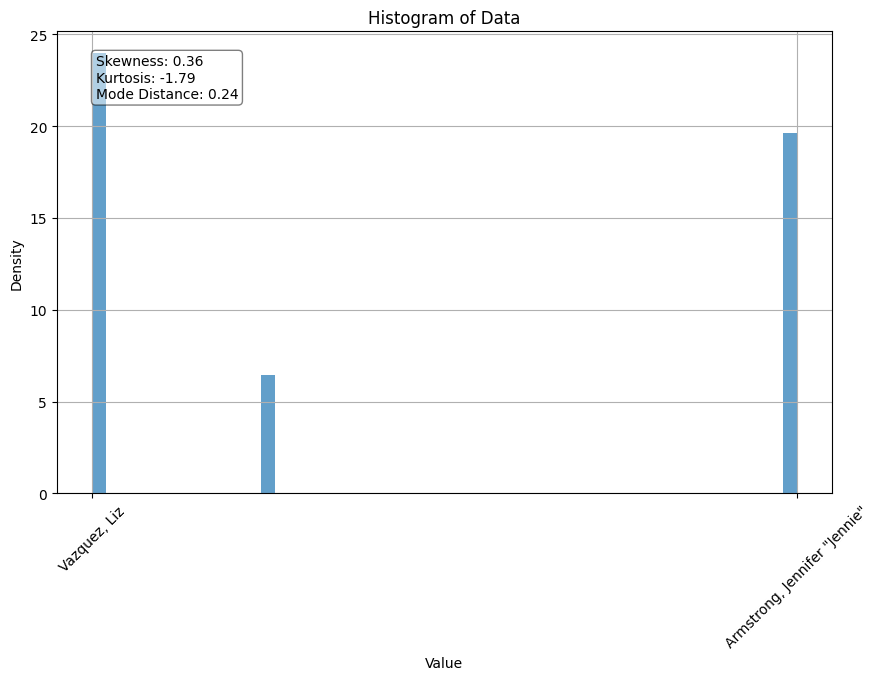 Histogram of Data
25
Skewness: 0.36
Kurtosis: -1.79
Mode Distance: 0.24
20
15
Density
10
5
0
Vazquez, Liz
Armstrong, Jennifer "Jennie"
Value